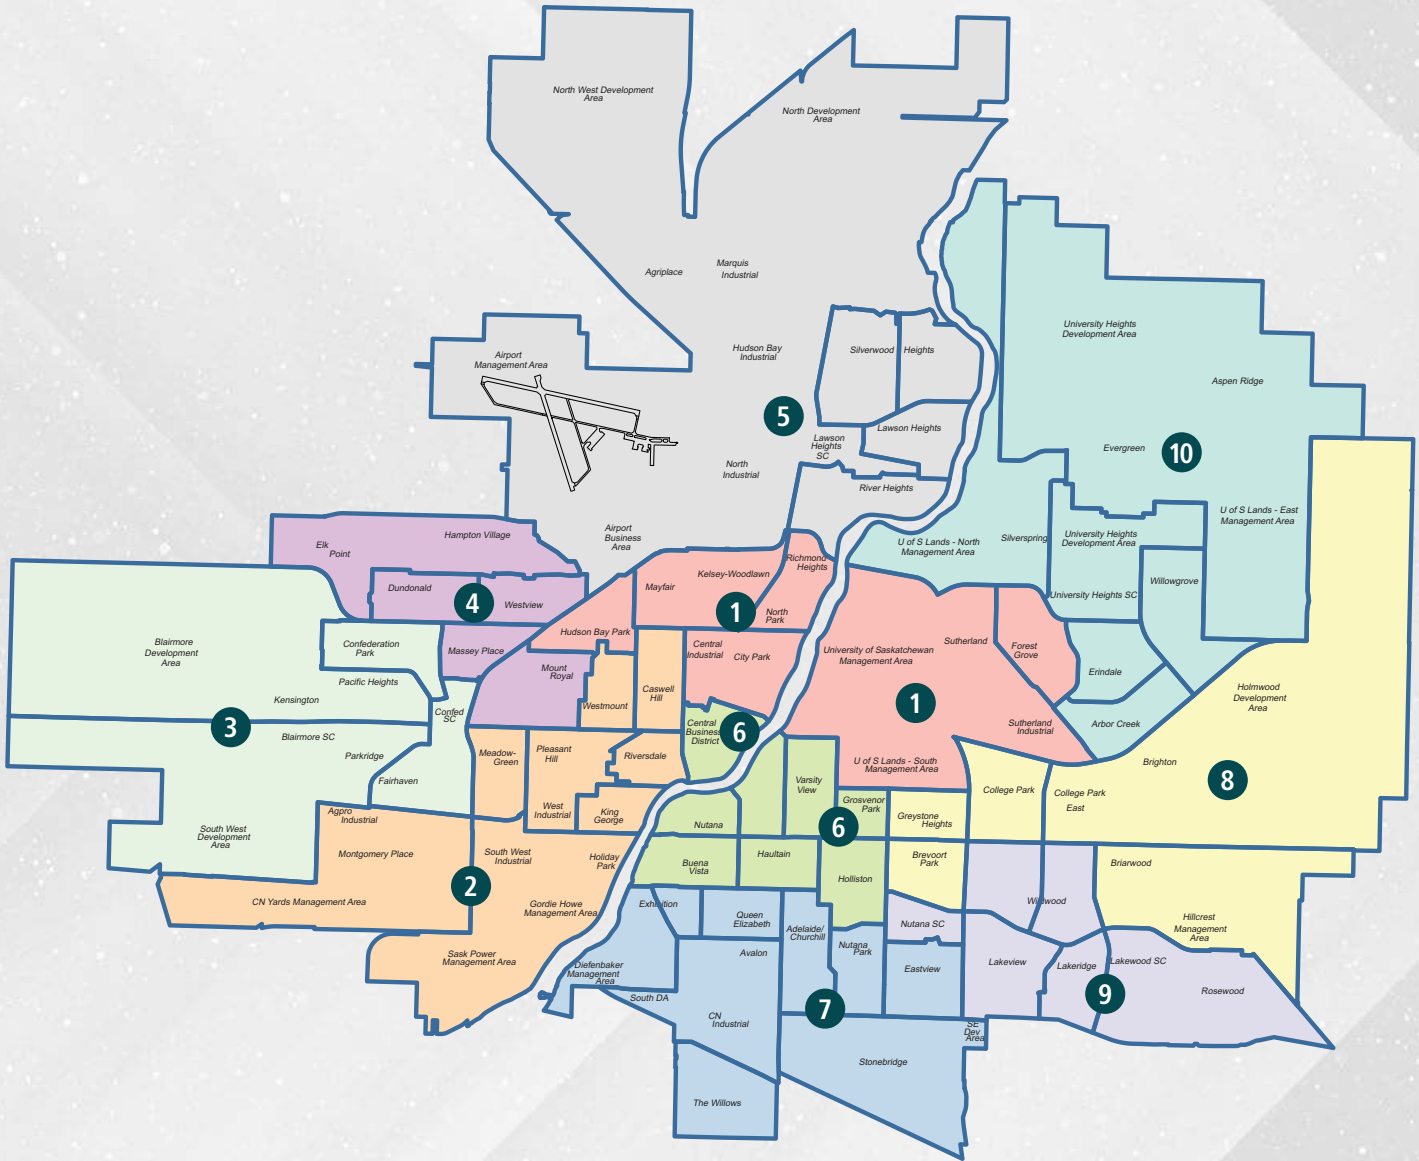 North West Development
Area
North Development
Area
Agriplace
Marquis
Industrial
University Heights
Development Area
Airport
Management Area
Hudson Bay
Industrial
Silverwood
Heights
Aspen Ridge
5
Lawson Heights
Lawson
Heights
SC
Evergreen
10
North
Industrial
River Heights
U of S Lands - East
Management Area
Elk
Point
Hampton Village
Airport
Business
Area
U of S Lands - North
Management Area
Silverspring
University Heights
Development Area
Richmond
Heights
Kelsey-Woodlawn
Mayfair
Dundonald
4
Westview
Willowgrove
University Heights SC
1
North
Park
Hudson Bay Park
Blairmore
Development
Area
Confederation
Park
Massey Place
Central
Industrial
City Park
University of Saskatchewan
Management Area
Sutherland
Forest
Grove
Mount
Royal
Erindale
Pacific Heights
Caswell
Hill
Kensington
Westmount
1
Holmwood
Development
Area
Confed
SC
3
Blairmore SC
Central
Business
District
6
Sutherland
Industrial
Arbor Creek
Parkridge
Meadow-
Green
Pleasant
Hill
Riversdale
U of S Lands - South
Management Area
Brighton
Fairhaven
Varsity
View
8
College Park
College Park
East
Agpro
Industrial
West
Industrial
King
George
Grosvenor
Park
Greystone
Heights
Nutana
6
South West
Development
Area
Montgomery Place
South West
Industrial
Holiday
Park
Buena
Vista
Haultain
Brevoort
Park
Briarwood
2
Holliston
CN Yards Management Area
Gordie Howe
Management Area
Exhibition
Queen
Elizabeth
Adelaide/
Churchill
Nutana SC
Wildwood
Hillcrest
Management
Area
Sask Power
Management Area
Avalon
Nutana
Park
Diefenbaker
Management
Area
Eastview
Lakeview
Lakeridge
Lakewood SC
South DA
9
Rosewood
7
CN
Industrial
SE
Dev
Area
Stonebridge
The Willows